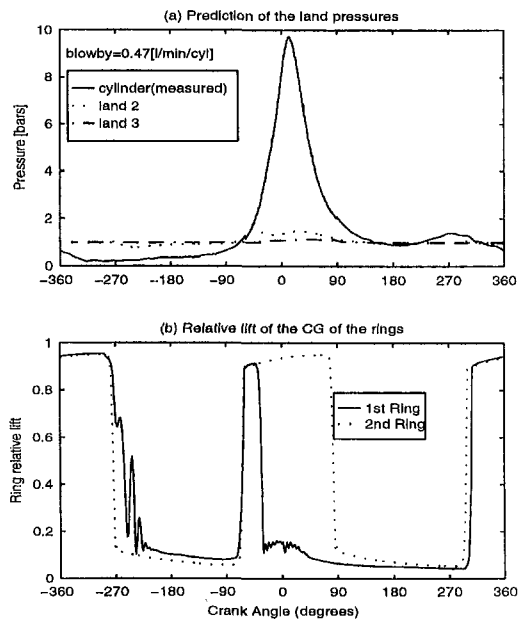 (a) Prediction of the land pressures
10
8
6
4
2
0
Pressure [bars]
blowby=0.47[l/min/cyl]
cylinder(measured)
land 2
land 3
−360 −270 −180 −90 0 90 180 270 360
(b) Relative lift of the CG of the rings
1
0.8
0.6
0.4
0.2
0
Ring relative lift
1st Ring
2nd Ring
−360 −270 −180 −90 0 90 180 270 360
Crank Angle (degrees)